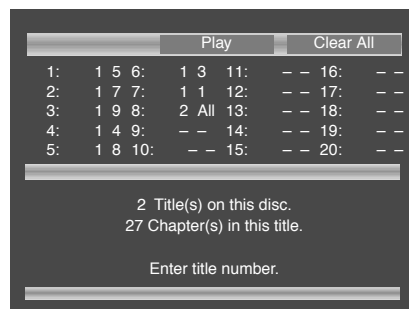 Play Clear All
1: 1 5 6: 1 3 11: – – 16: – –
2: 1 7 7: 1 1 12: – – 17: – –
3: 1 9 8: 2 All 13: – – 18: – –
4: 1 4 9: – – 14: – – 19: – –
5: 1 8 10: – – 15: – – 20: – –
2 Title(s) on this disc.
27 Chapter(s) in this title.
Enter title number.